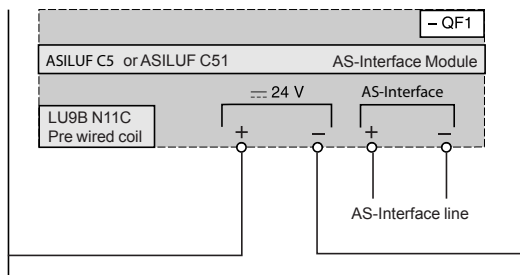 – QF1
ASILUF C5 or ASILUF C51 AS-Interface Module
⎓ 24 V AS-Interface
LU9B N11C
Pre wired coil
+ – + –
AS-Interface line